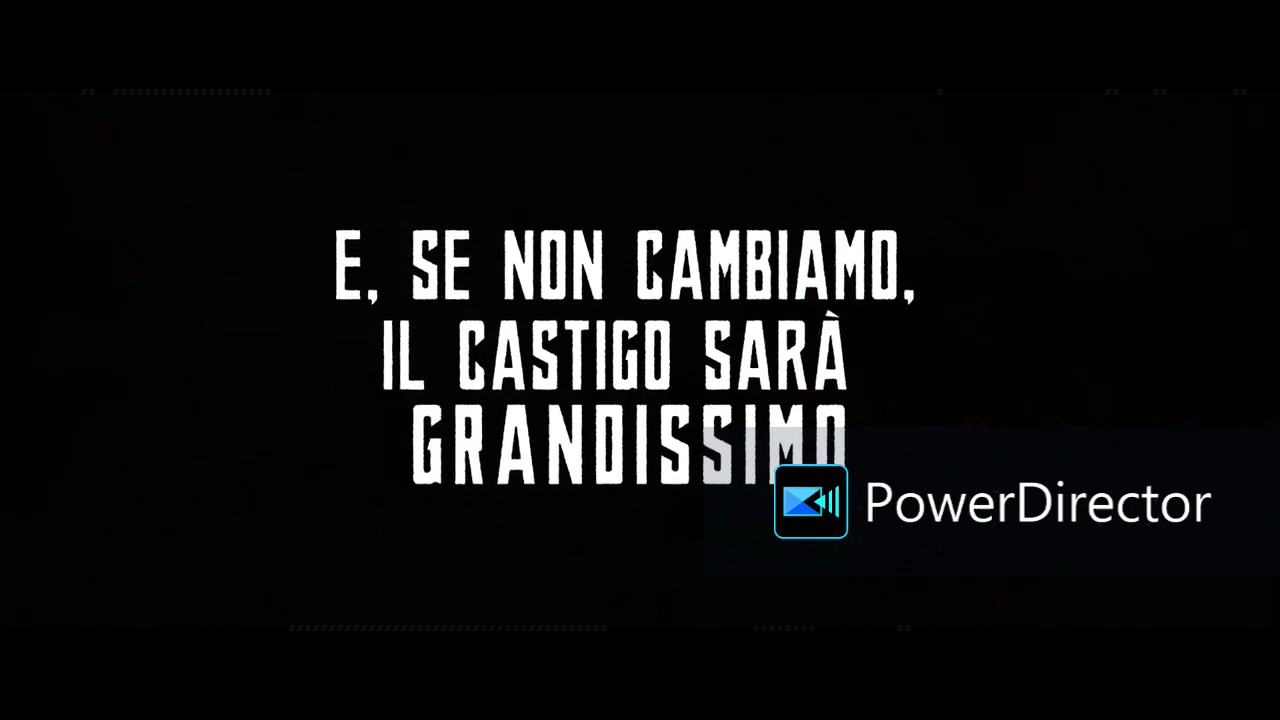 E, SE NON CAMBIAMO,
IL CASTIGO SARÀ
GRANDISSIMO
PowerDirector